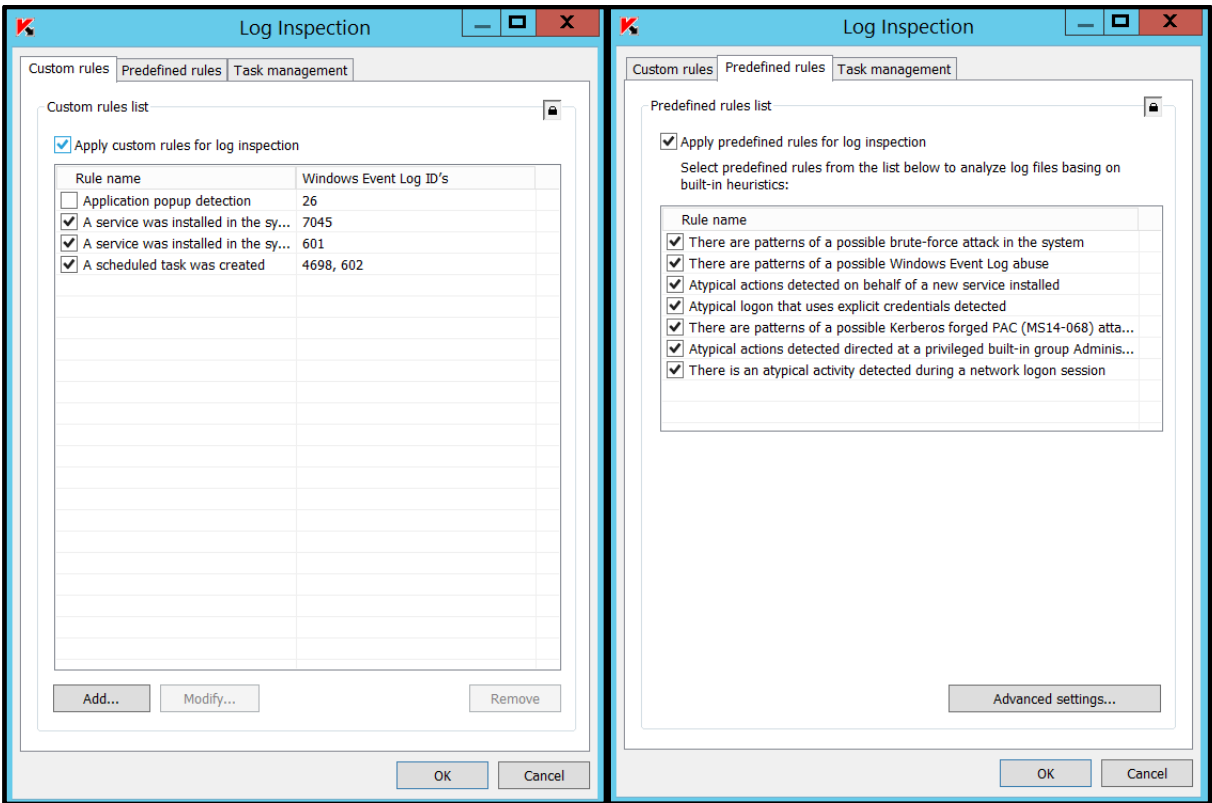 Log Inspection
Custom rules
Predefined rules
Task management
Custom rules list
Apply custom rules for log inspection
Rule name
Windows Event Log ID's
Application popup detection
26
A service was installed in the sy...
7045
A service was installed in the sy...
601
A scheduled task was created
4698, 602
Add...
Modify...
Remove
OK
Cancel
Log Inspection
Custom rules
Predefined rules
Task management
Predefined rules list
Apply predefined rules for log inspection
Select predefined rules from the list below to analyze log files basing on
built-in heuristics:
Rule name
There are patterns of a possible brute-force attack in the system
There are patterns of a possible Windows Event Log abuse
Atypical actions detected on behalf of a new service installed
Atypical logon that uses explicit credentials detected
There are patterns of a possible Kerberos forged PAC (MS14-068) atta...
Atypical actions detected directed at a privileged built-in group Adminis...
There is an atypical activity detected during a network logon session
Advanced settings...
OK
Cancel